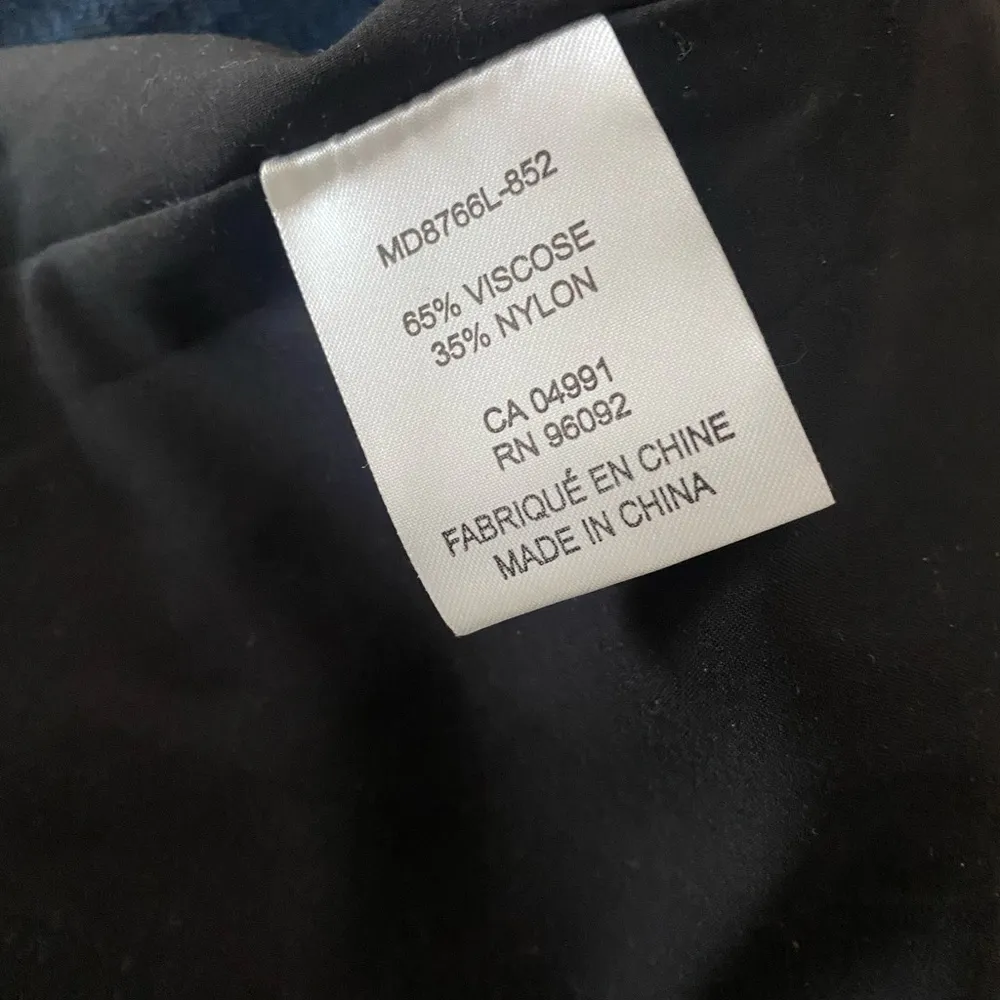 MD8766L-852
65% VISCOSE
35% NYLON
CA 04991
RN 96092
FABRIQUÉ EN CHINE
MADE IN CHINA